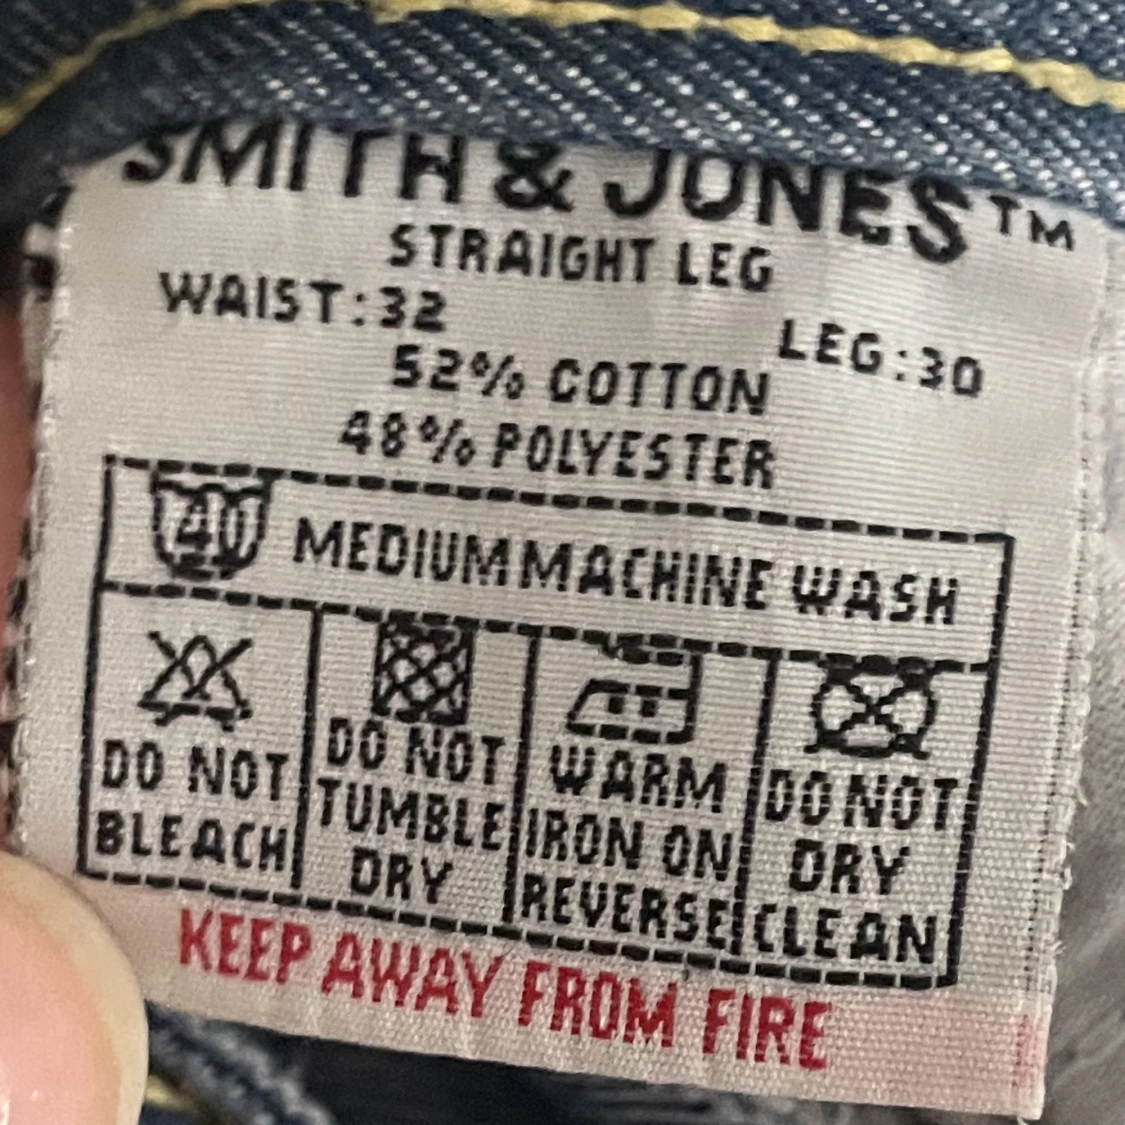 SMITH & JONES™
STRAIGHT LEG
WAIST:32
LEG:30
52% COTTON
48% POLYESTER
40 MEDIUM MACHINE WASH
DO NOT
BLEACH
DO NOT
TUMBLE
DRY
WARM
IRON ON
REVERSE
DO NOT
DRY
CLEAN
KEEP AWAY FROM FIRE